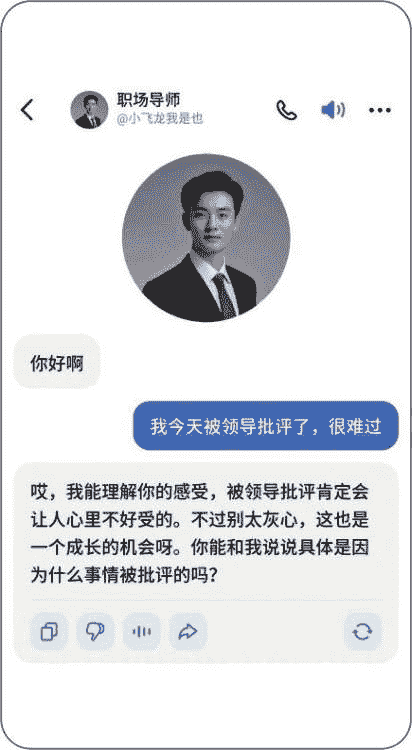 职场导师
@小飞龙我是也
你好啊
我今天被领导批评了，很难过
哎，我能理解你的感受，被领导批评肯定会
让人心里不好受的。不过别太灰心，这也是
一个成长的机会呀。你能和我说说具体是因
为什么事情被批评的吗？